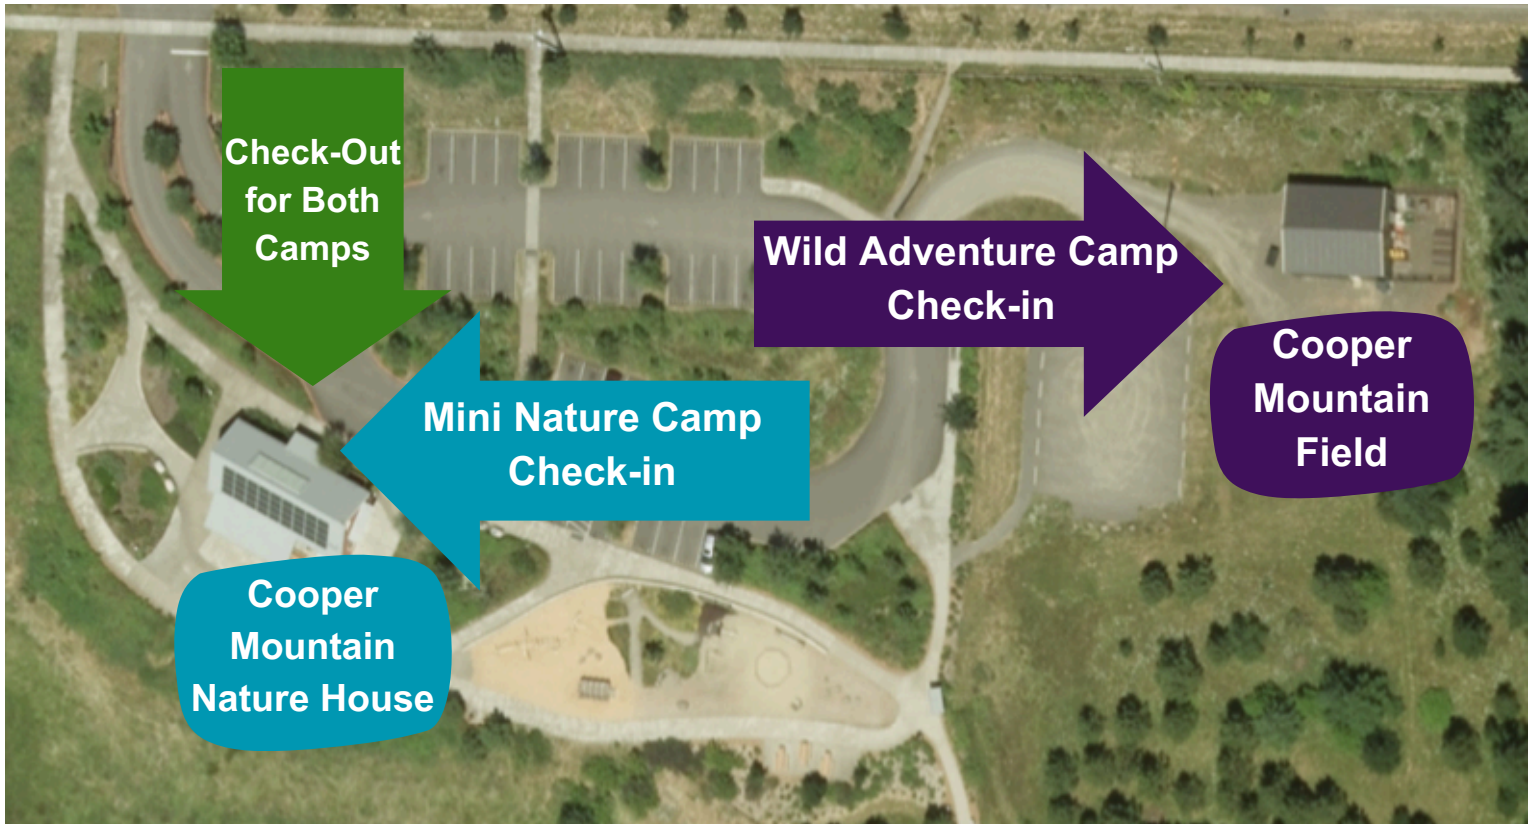 Check-Out
for Both
Camps
Wild Adventure Camp
Check-in
Cooper
Mountain
Field
Mini Nature Camp
Check-in
Cooper
Mountain
Nature House